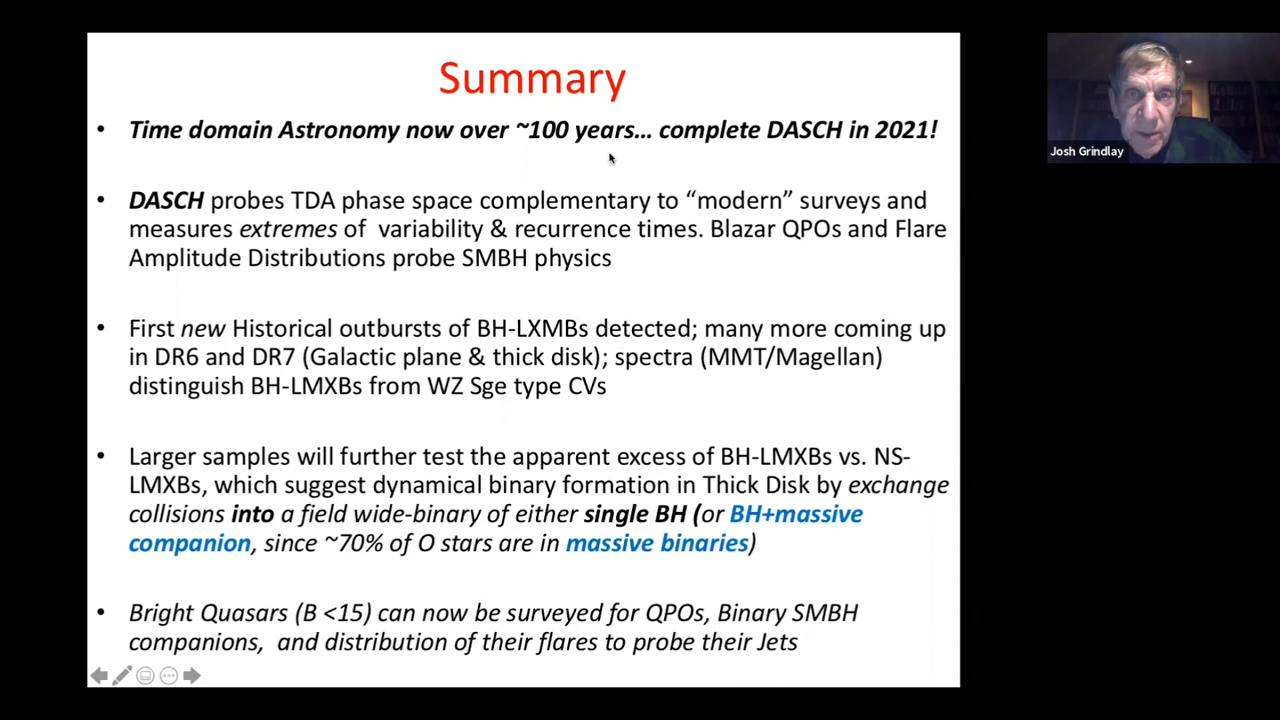 Summary
• Time domain Astronomy now over ~100 years... complete DASCH in 2021!
• DASCH probes TDA phase space complementary to “modern” surveys and
measures extremes of variability & recurrence times. Blazar QPOs and Flare
Amplitude Distributions probe SMBH physics
• First new Historical outbursts of BH-LXMBs detected; many more coming up
in DR6 and DR7 (Galactic plane & thick disk); spectra (MMT/Magellan)
distinguish BH-LMXBs from WZ Sge type CVs
• Larger samples will further test the apparent excess of BH-LMXBs vs. NS-
LMXBs, which suggest dynamical binary formation in Thick Disk by exchange
collisions into a field wide-binary of either single BH (or BH+massive
companion, since ~70% of O stars are in massive binaries)
• Bright Quasars (B <15) can now be surveyed for QPOs, Binary SMBH
companions, and distribution of their flares to probe their Jets
Josh Grindlay